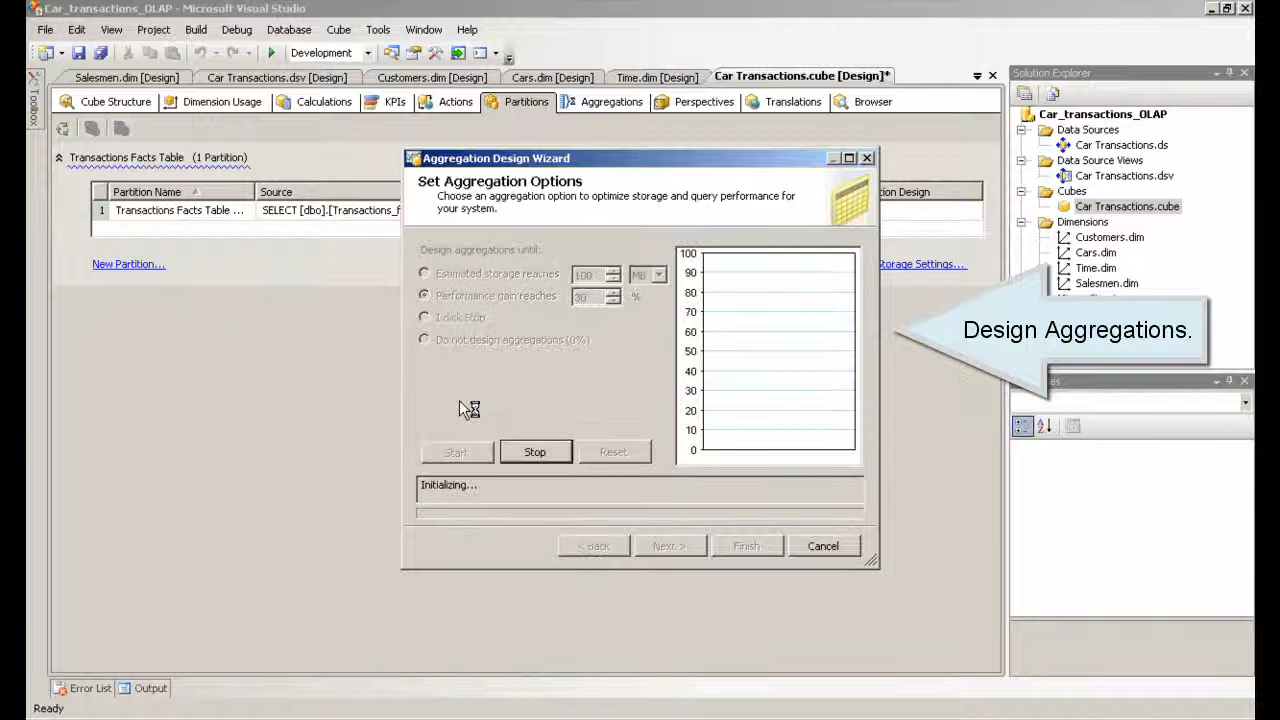 Car_transactions_OLAP - Microsoft Visual Studio
File Edit View Project Build Debug Database Cube Tools Window Help
Development
Salesmen.dim [Design] Car Transactions.dsv [Design] Customers.dim [Design] Cars.dim [Design] Time.dim [Design] Car Transactions.cube [Design]*
Solution Explorer
Toolbox
Cube Structure Dimension Usage Calculations KPIs Actions Partitions Aggregations Perspectives Translations Browser
Car_transactions_OLAP
Data Sources
Car Transactions.ds
Data Source Views
Car Transactions.dsv
Cubes
Car Transactions.cube
Dimensions
Customers.dim
Cars.dim
Time.dim
Salesmen.dim
Transactions Facts Table (1 Partition)
Partition Name Source Design
1 Transactions Facts Table ... SELECT [dbo].[Transactions_f
New Partition... Storage Settings...
Aggregation Design Wizard
Set Aggregation Options
Choose an aggregation option to optimize storage and query performance for
your system.
Design aggregations until:
Estimated storage reaches 100 MB
Performance gain reaches 30 %
I click Stop
Do not design aggregations (0%)
100
90
80
70
60
50
40
30
20
10
0
Start Stop Reset
Initializing...
< Back Next > Finish Cancel
Design Aggregations.
Error List Output
Ready